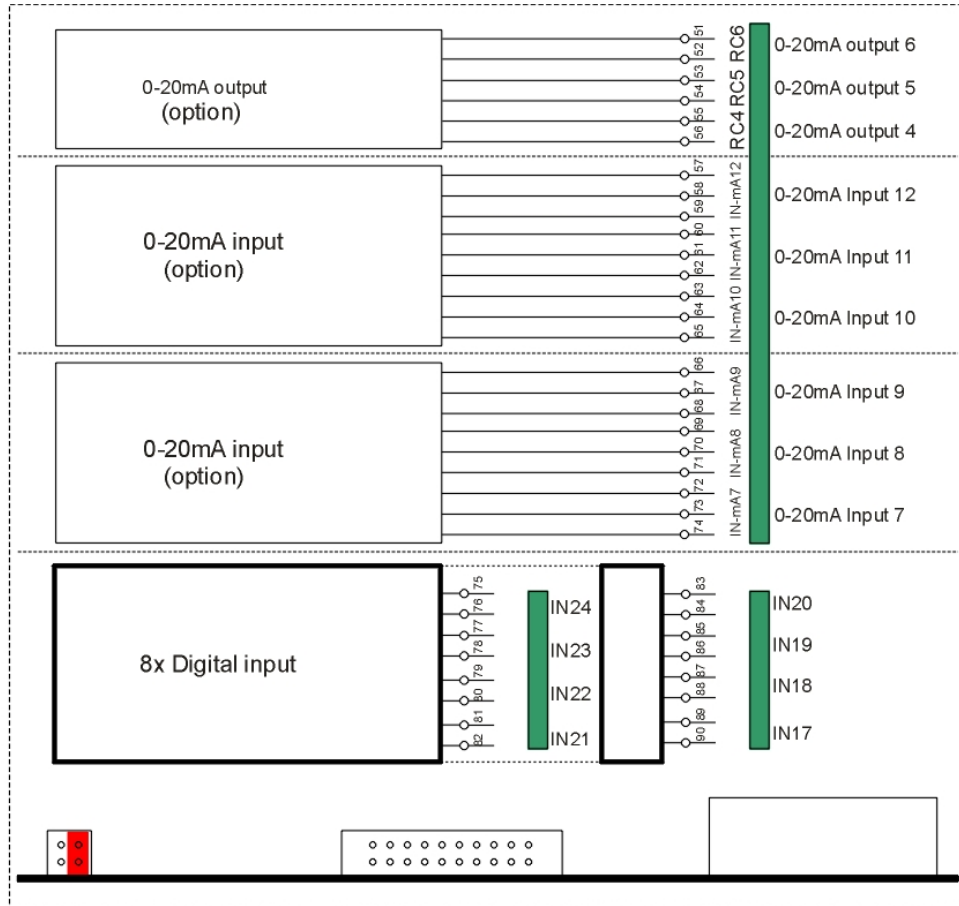 0-20mA output
(option)
51
52
53
54
55
56
RC6
RC5
RC4
0-20mA output 6
0-20mA output 5
0-20mA output 4
0-20mA input
(option)
57
58
59
60
61
62
63
64
65
IN-mA12
IN-mA11
IN-mA10
0-20mA Input 12
0-20mA Input 11
0-20mA Input 10
0-20mA input
(option)
66
67
68
69
70
71
72
73
74
IN-mA9
IN-mA8
IN-mA7
0-20mA Input 9
0-20mA Input 8
0-20mA Input 7
8x Digital input
75
76
77
78
79
80
81
82
IN24
IN23
IN22
IN21
83
84
85
86
87
88
89
90
IN20
IN19
IN18
IN17